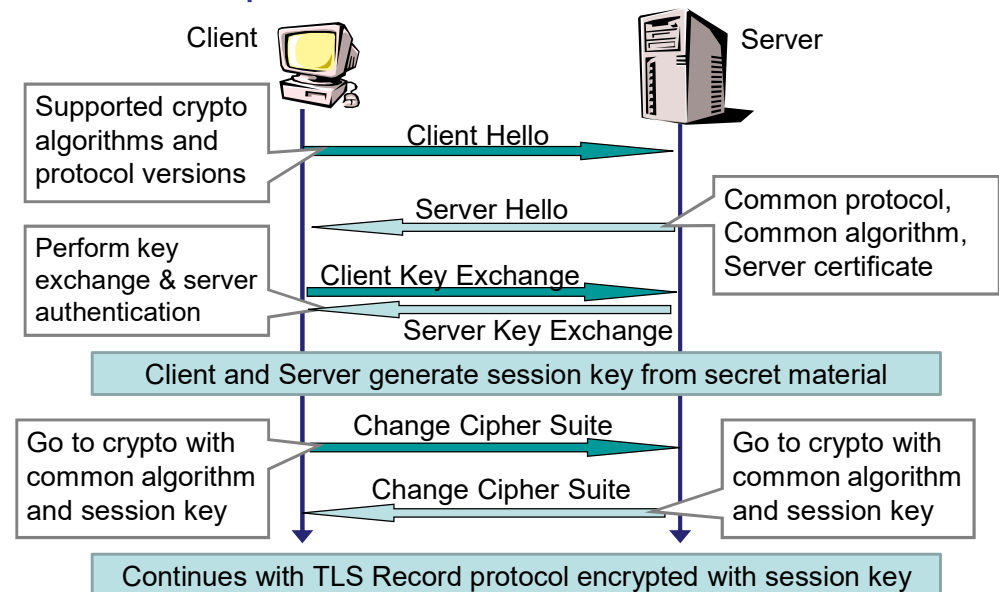 Client
Server
Supported crypto
algorithms and
protocol versions
Client Hello
Server Hello
Common protocol,
Common algorithm,
Server certificate
Perform key
exchange & server
authentication
Client Key Exchange
Server Key Exchange
Client and Server generate session key from secret material
Change Cipher Suite
Go to crypto with
common algorithm
and session key
Change Cipher Suite
Go to crypto with
common algorithm
and session key
Continues with TLS Record protocol encrypted with session key